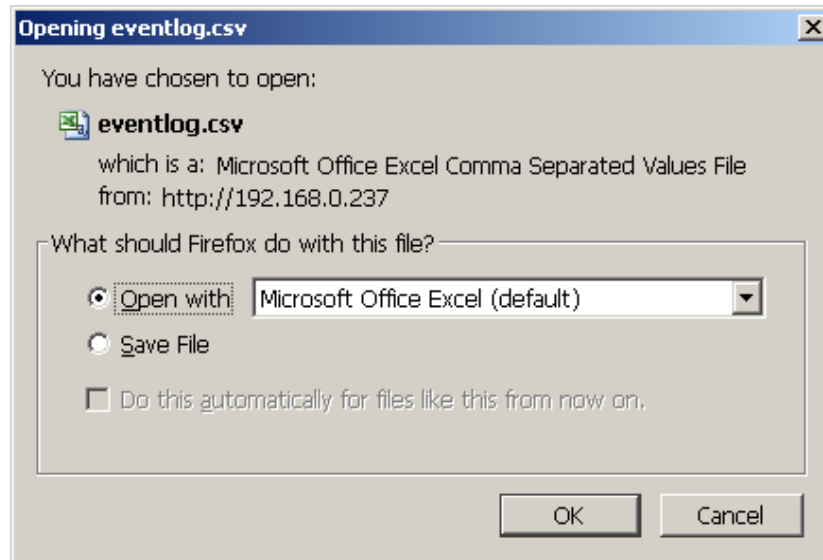 Opening eventlog.csv
You have chosen to open:
eventlog.csv
which is a: Microsoft Office Excel Comma Separated Values File
from: http://192.168.0.237
What should Firefox do with this file?
Open with Microsoft Office Excel (default)
Save File
Do this automatically for files like this from now on.
OK Cancel